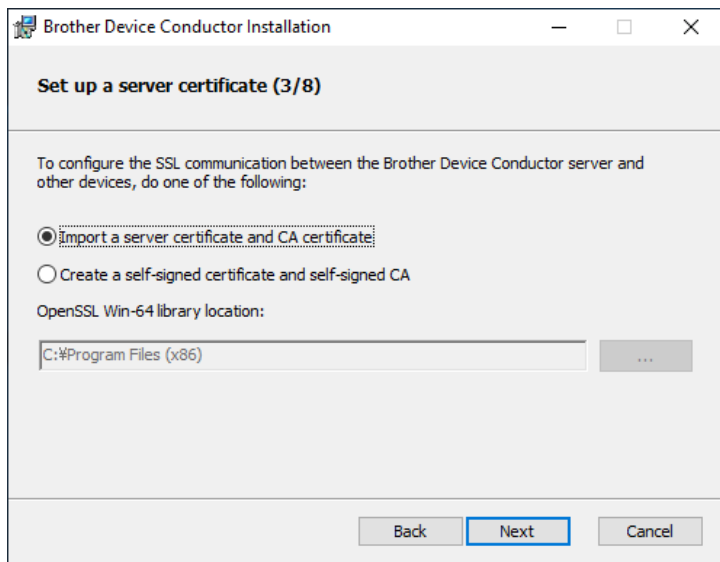 Brother Device Conductor Installation
Set up a server certificate (3/8)
To configure the SSL communication between the Brother Device Conductor server and
other devices, do one of the following:
Import a server certificate and CA certificate
Create a self-signed certificate and self-signed CA
OpenSSL Win-64 library location:
C:¥Program Files (x86)
...
Back
Next
Cancel